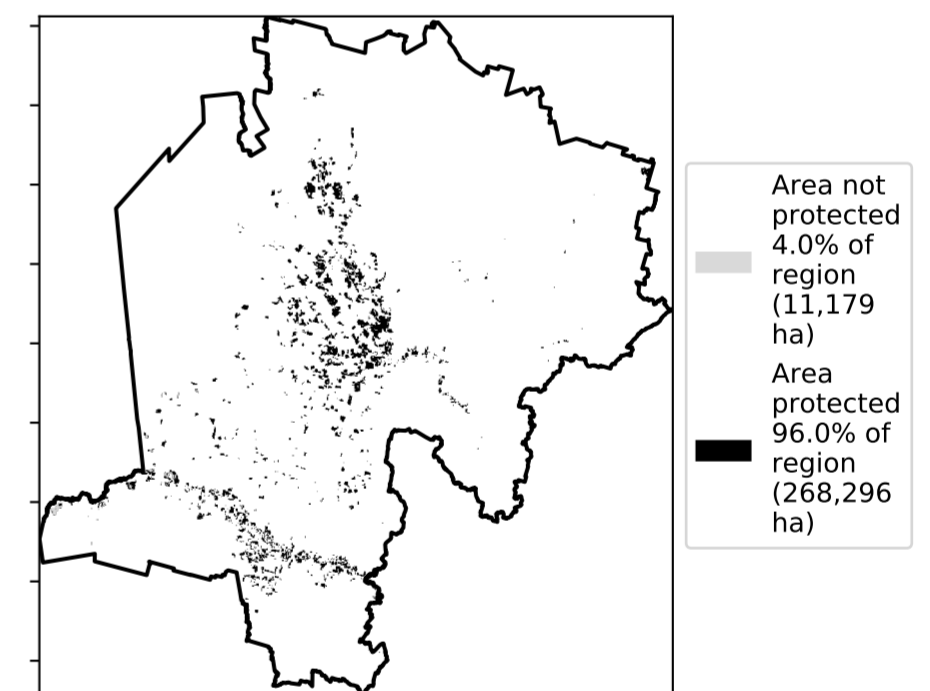 Area not
protected
4.0% of
region
(11,179
ha)
Area
protected
96.0% of
region
(268,296
ha)